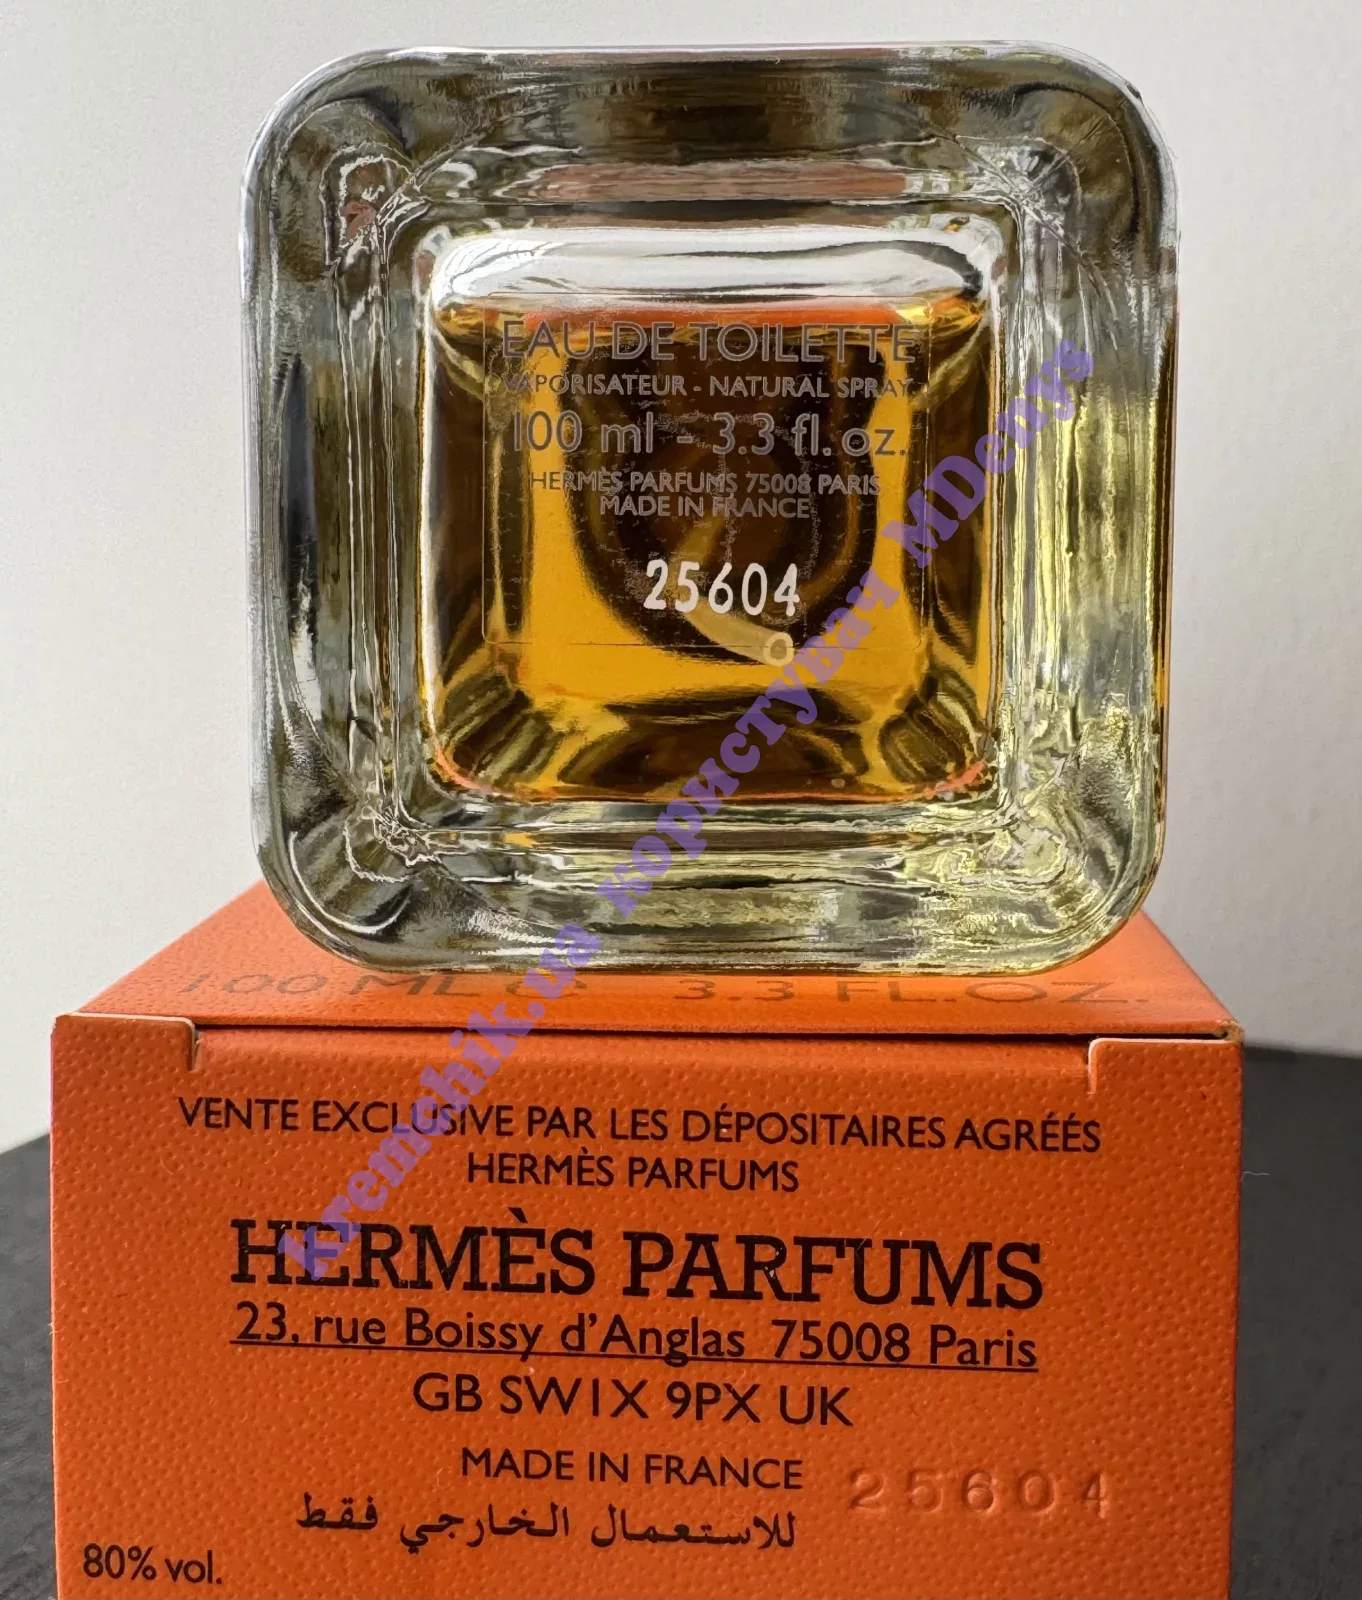 EAU DE TOILETTE
VAPORISATEUR - NATURAL SPRAY
100 ml - 3.3 fl. oz.
HERMÈS PARFUMS 75008 PARIS
MADE IN FRANCE
25604
kremchik.ua користувач MDenys
100 ML ℮ 3.3 FL.OZ.
VENTE EXCLUSIVE PAR LES DÉPOSITAIRES AGRÉÉS
HERMÈS PARFUMS
HERMÈS PARFUMS
23, rue Boissy d'Anglas 75008 Paris
GB SW1X 9PX UK
MADE IN FRANCE
25604
للاستعمال الخارجي فقط
80% vol.